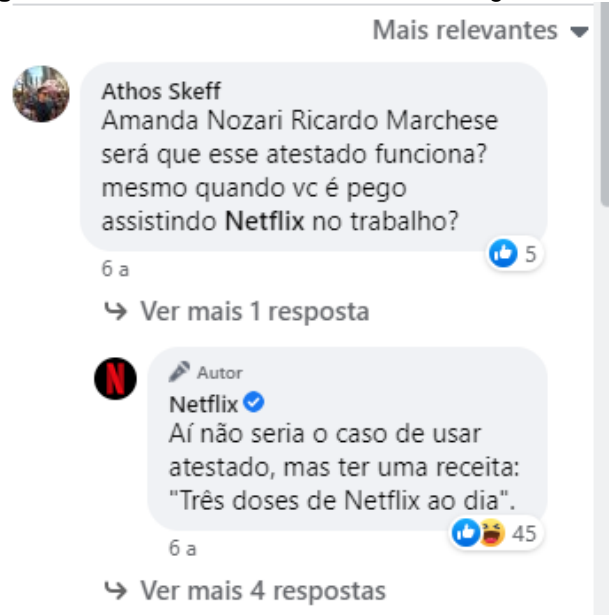 Mais relevantes
Athos Skeff
Amanda Nozari Ricardo Marchese
será que esse atestado funciona?
mesmo quando vc é pego
assistindo Netflix no trabalho?
5
6 a
Ver mais 1 resposta
N
Autor
Netflix
Aí não seria o caso de usar
atestado, mas ter uma receita:
"Três doses de Netflix ao dia".
45
6 a
Ver mais 4 respostas